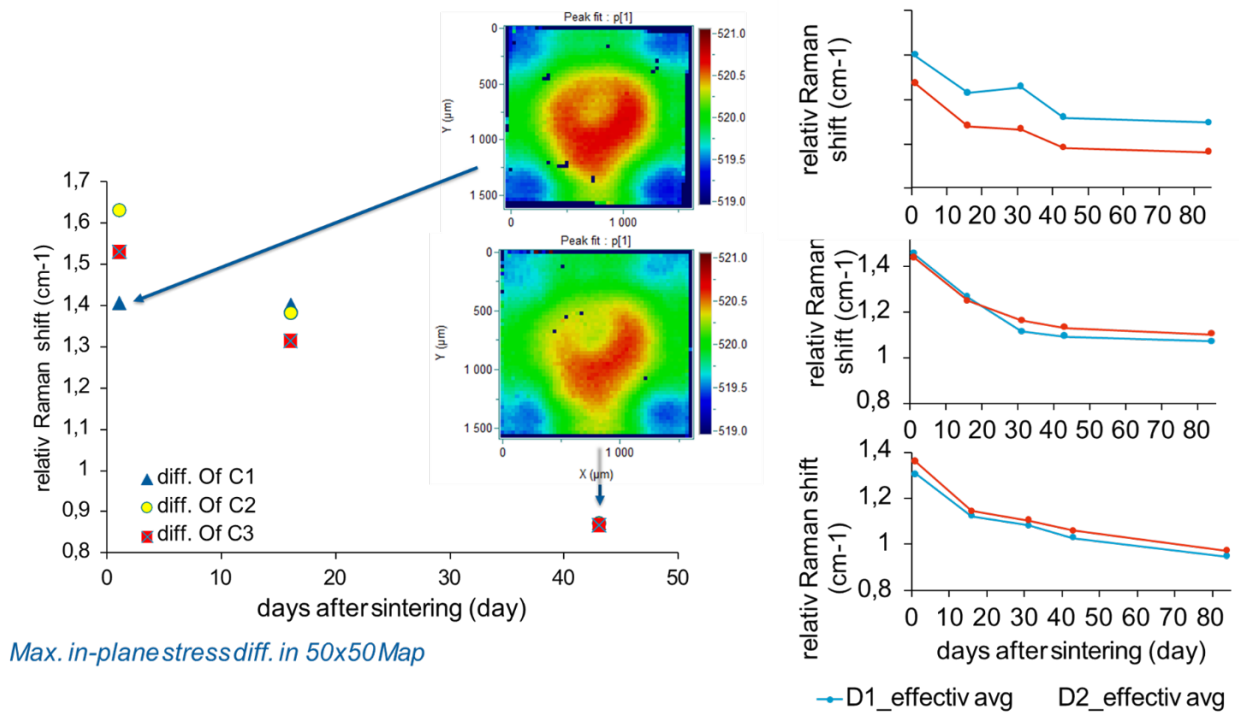 Peak fit : p[1]
0
500
1 000
1 500
Y (µm)
0
1 000
521.0
520.5
520.0
519.5
519.0
Peak fit : p[1]
0
500
1 000
1 500
Y (µm)
0
1 000
X (µm)
521.0
520.5
520.0
519.5
519.0
1,7
1,6
1,5
1,4
1,3
1,2
1,1
1
0,9
0,8
relativ Raman shift (cm-1)
diff. Of C1
diff. Of C2
diff. Of C3
0 10 20 30 40 50
days after sintering (day)
Max. in-plane stress diff. in 50x50 Map
relativ Raman
shift (cm-1)
0 10 20 30 40 50 60 70 80
relativ Raman
shift (cm-1)
1,4
1,2
1
0,8
0 10 20 30 40 50 60 70 80
relativ Raman shift
(cm-1)
1,4
1,2
1
0,8
0 10 20 30 40 50 60 70 80
days after sintering (day)
D1_effectiv avg D2_effectiv avg